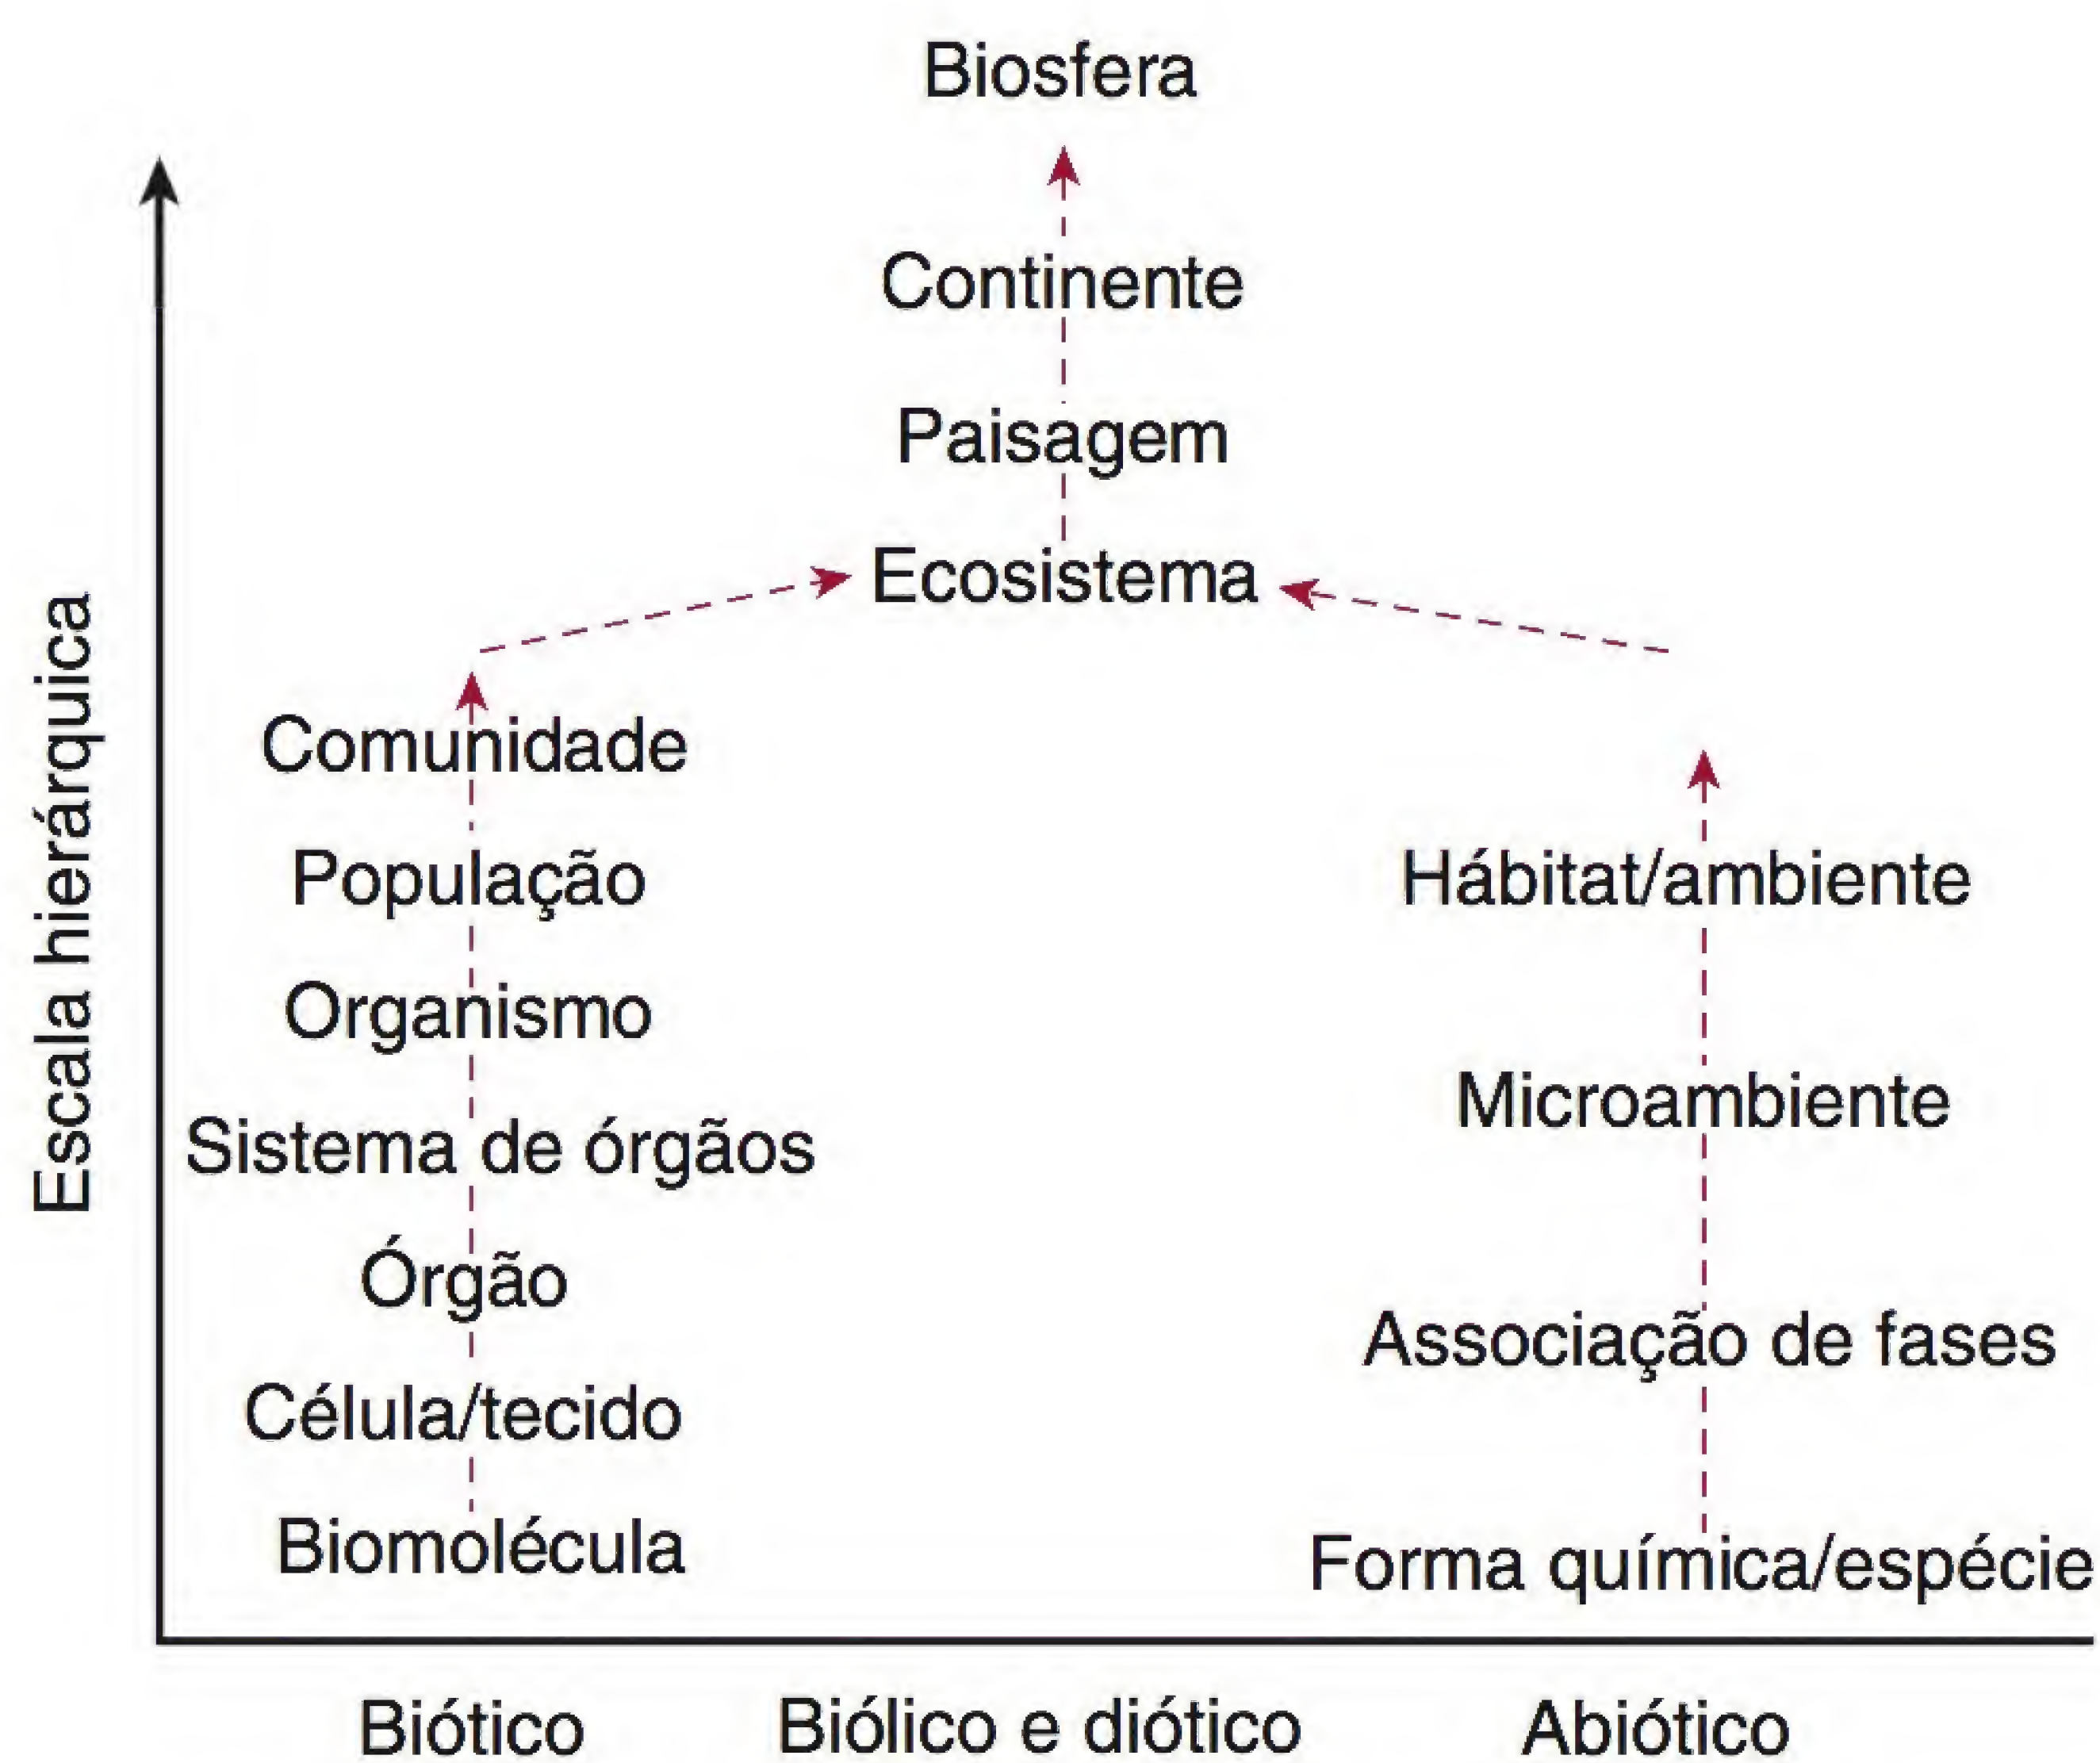 Biosfera
Continente
Paisagem
Ecosistema
Escala hierárquica
Comunidade
População
Organismo
Sistema de órgãos
Órgão
Célula/tecido
Biomolécula
Hábitat/ambiente
Microambiente
Associação de fases
Forma química/espécie
Biótico
Biólico e diótico
Abiótico